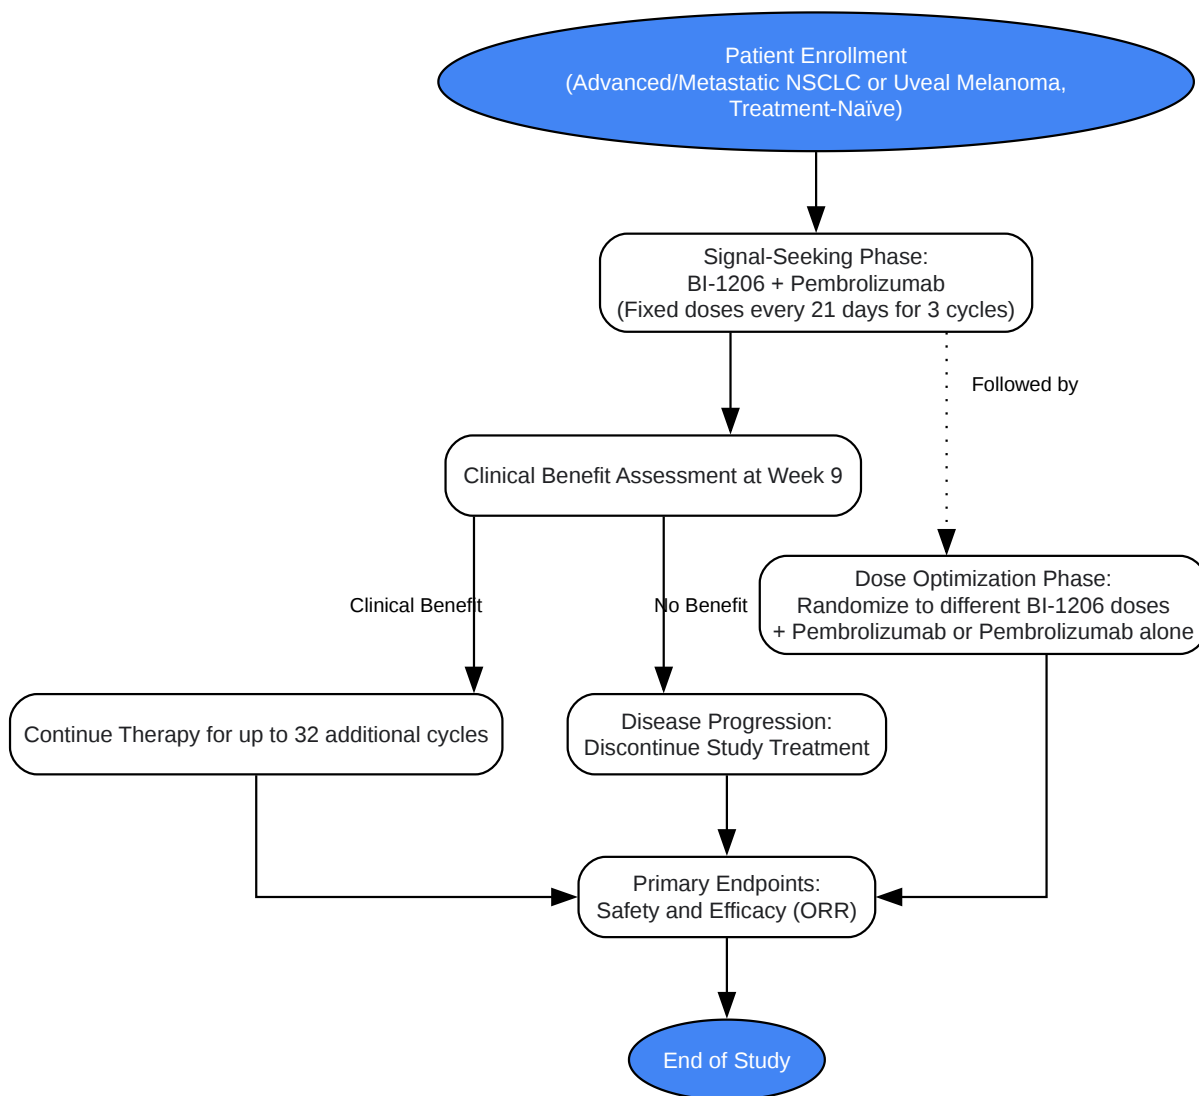 Patient Enrollment
(Advanced/Metastatic NSCLC or Uveal Melanoma,
Treatment-Naïve)
Signal-Seeking Phase:
BI-1206 + Pembrolizumab
(Fixed doses every 21 days for 3 cycles)
Followed by
Clinical Benefit Assessment at Week 9
Dose Optimization Phase:
Randomize to different BI-1206 doses
+ Pembrolizumab or Pembrolizumab alone
Clinical Benefit
No Benefit
Continue Therapy for up to 32 additional cycles
Disease Progression:
Discontinue Study Treatment
Primary Endpoints:
Safety and Efficacy (ORR)
End of Study